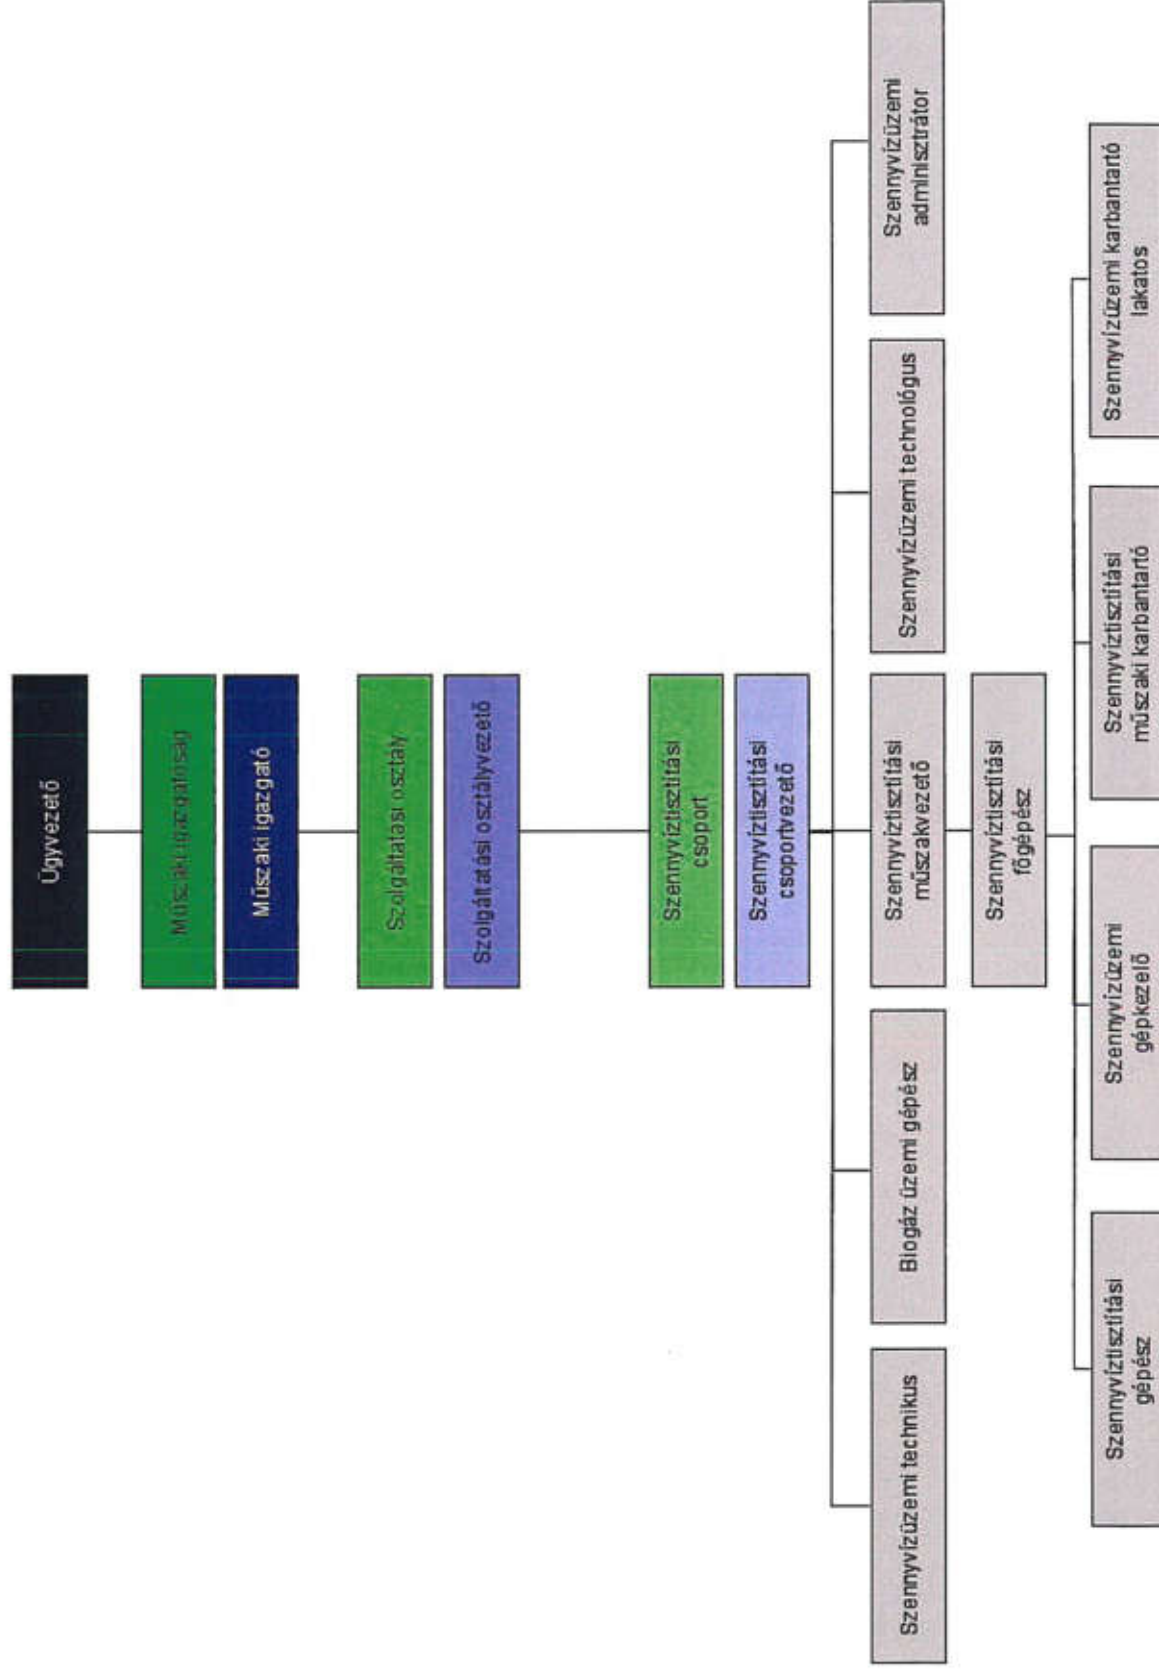 Ügyvezető
Műszaki igazgatóság
Műszaki igazgató
Szolgáltatási osztály
Szolgáltatási osztályvezető
Szennyvíztisztítási
csoport
Szennyvíztisztítási
csoportvezető
Szennyvízüzemi technikus
Biogáz üzemi gépész
Szennyvíztisztítási
műszakvezető
Szennyvízüzemi technológus
Szennyvízüzemi
adminisztrátor
Szennyvíztisztítási
főgépész
Szennyvíztisztítási
gépész
Szennyvízüzemi
gépkezelő
Szennyvíztisztítási
műszaki karbantartó
Szennyvízüzemi karbantartó
lakatos